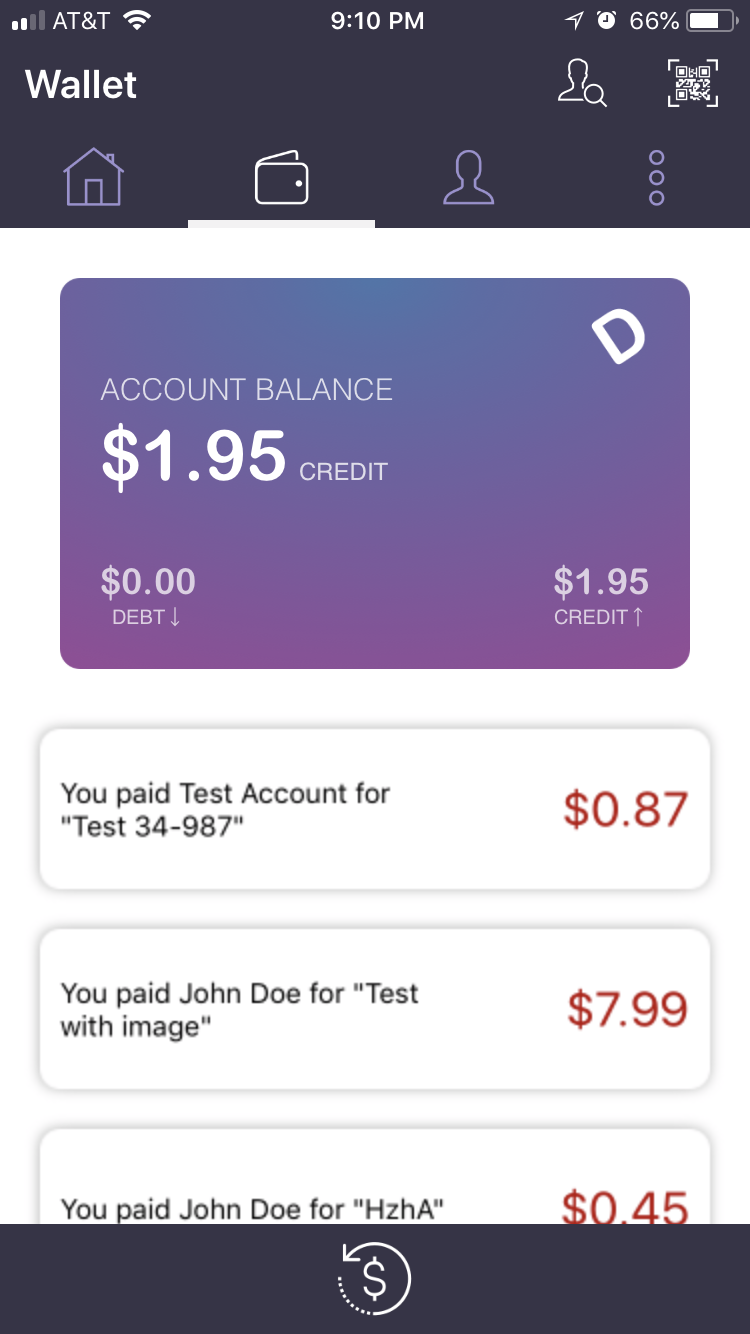 AT&T 9:10 PM 66%
Wallet
D
ACCOUNT BALANCE
$1.95 CREDIT
$0.00 $1.95
DEBT↓ CREDIT↑
You paid Test Account for
"Test 34-987"
$0.87
You paid John Doe for "Test
with image"
$7.99
You paid John Doe for "HzhA"
$0.45
$